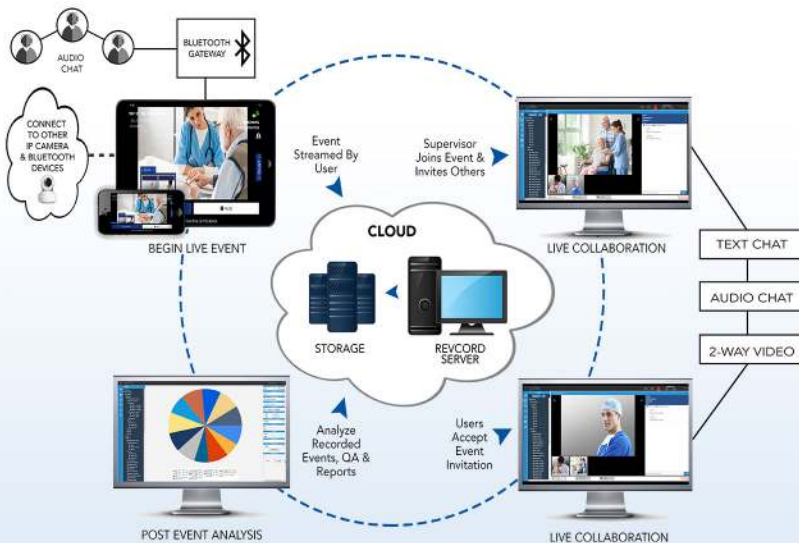 AUDIO
CHAT
BLUETOOTH
GATEWAY
CONNECT
TO OTHER
IP CAMERA
& BLUETOOTH
DEVICES
BEGIN LIVE EVENT
Event
Streamed By
User
Supervisor
Joins Event &
Invites Others
LIVE COLLABORATION
TEXT CHAT
AUDIO CHAT
2-WAY VIDEO
CLOUD
STORAGE
REVCORD
SERVER
Analyze
Recorded
Events, QA &
Reports
Users
Accept
Event
Invitation
POST EVENT ANALYSIS
LIVE COLLABORATION